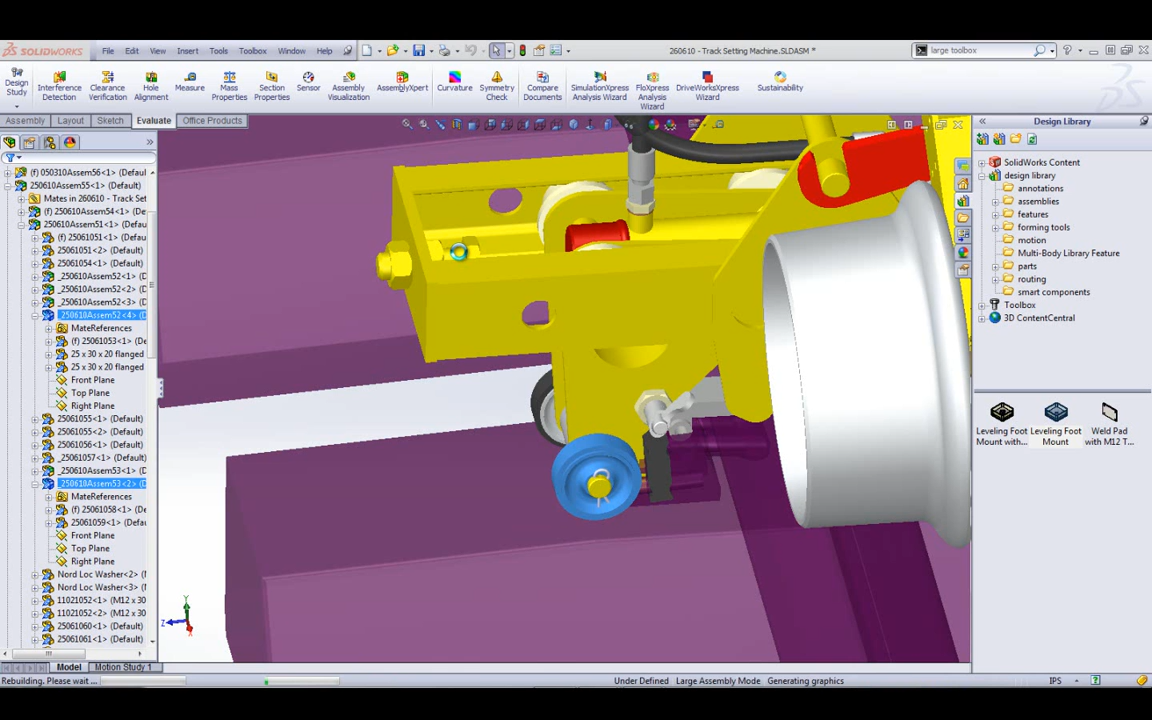 SOLIDWORKS File Edit View Insert Tools Toolbox Window Help 260610 - Track Setting Machine.SLDASM * large toolbox
Design Study
Interference Detection
Clearance Verification
Hole Alignment
Measure
Mass Properties
Section Properties
Sensor
Assembly Visualization
AssemblyXpert
Curvature
Symmetry Check
Compare Documents
SimulationXpress Analysis Wizard
FloXpress Analysis Wizard
DriveWorksXpress Wizard
Sustainability
Assembly Layout Sketch Evaluate Office Products
(f) 050310Assem56<1> (Defaul
250610Assem55<1> (Default)
Mates in 260610 - Track Set
(f) 250610Assem54<1> (Def
250610Assem51<1> (Default)
(f) 25061051<1> (Defau
25061051<2> (Default)
25061054<1> (Default)
_250610Assem52<1> (D
_250610Assem52<2> (D
_250610Assem52<3> (D
_250610Assem52<4> (D
MateReferences
(f) 25061053<1> (De
25 x 30 x 20 flanged
25 x 30 x 20 flanged
Front Plane
Top Plane
Right Plane
25061055<1> (Default)
25061055<2> (Default)
25061056<1> (Default)
25061057<1> (Default)
_250610Assem53<1> (D
_250610Assem53<2> (D
MateReferences
(f) 25061058<1> (De
25061059<1> (Default
Front Plane
Top Plane
Right Plane
Nord Loc Washer<2> (
Nord Loc Washer<3> (
11021052<1> (M12 x 30
11021052<2> (M12 x 30
25061060<1> (Default)
25061061<1> (Default)
Y
Z
X
Model Motion Study 1
Rebuilding. Please wait ...
Under Defined Large Assembly Mode Generating graphics IPS
Design Library
SolidWorks Content
design library
annotations
assemblies
features
forming tools
motion
Multi-Body Library Feature
parts
routing
smart components
Toolbox
3D ContentCentral
Leveling Foot Mount with...
Leveling Foot Mount
Weld Pad with M12 T...